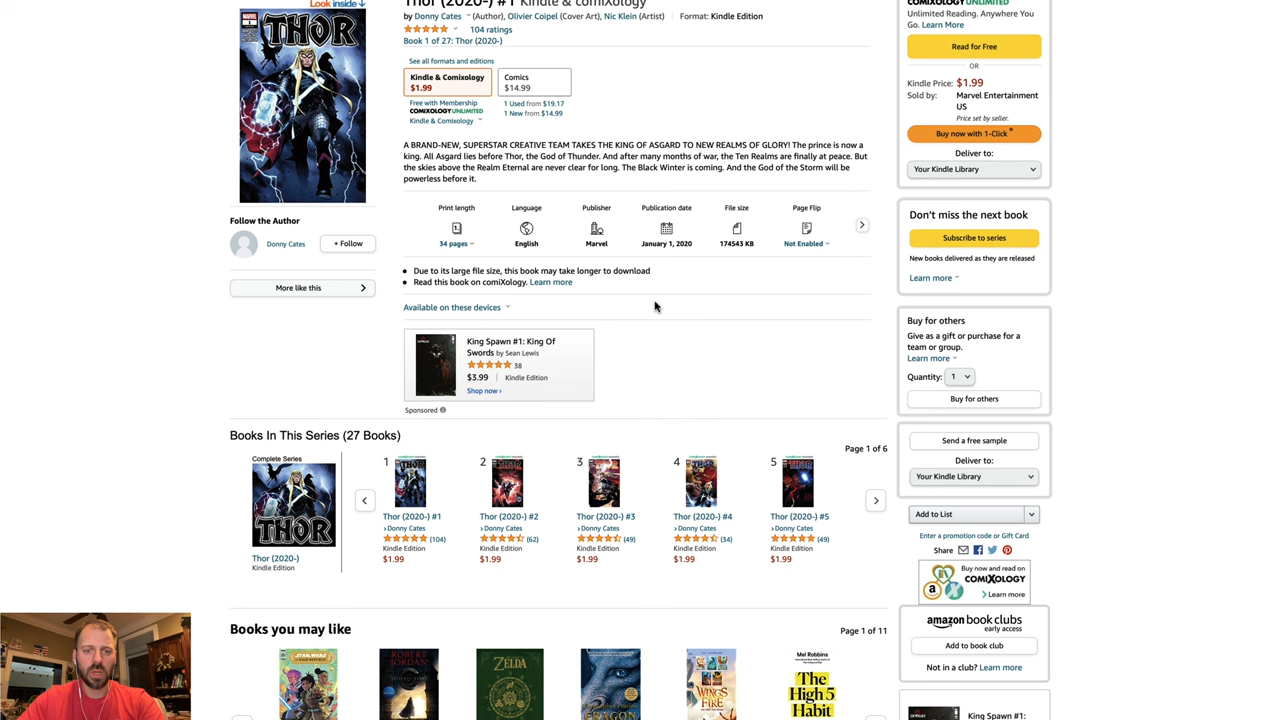 Look inside ↓
THOR
Follow the Author
Donny Cates
+ Follow
More like this
Thor (2020-) #1 Kindle & comiXology
by Donny Cates (Author), Olivier Coipel (Cover Art), Nic Klein (Artist) Format: Kindle Edition
104 ratings
Book 1 of 27: Thor (2020-)
See all formats and editions
Kindle & Comixology
$1.99
Comics
$14.99
Free with Membership
COMIXOLOGY UNLIMITED
Kindle & Comixology
1 Used from $19.17
1 New from $14.99
A BRAND-NEW, SUPERSTAR CREATIVE TEAM TAKES THE KING OF ASGARD TO NEW REALMS OF GLORY! The prince is now a
king. All Asgard lies before Thor, the God of Thunder. And after many months of war, the Ten Realms are finally at peace. But
the skies above the Realm Eternal are never clear for long. The Black Winter is coming. And the God of the Storm will be
powerless before it.
Print length
34 pages
Language
English
Publisher
Marvel
Publication date
January 1, 2020
File size
174543 KB
Page Flip
Not Enabled
• Due to its large file size, this book may take longer to download
• Read this book on comiXology. Learn more
Available on these devices
King Spawn #1: King Of
Swords by Sean Lewis
38
$3.99 | Kindle Edition
Shop now ›
Sponsored
Books In This Series (27 Books)
Page 1 of 6
Complete Series
THOR
Thor (2020-)
Kindle Edition
1
Thor (2020-) #1
› Donny Cates
(104)
Kindle Edition
$1.99
2
Thor (2020-) #2
› Donny Cates
(62)
Kindle Edition
$1.99
3
Thor (2020-) #3
› Donny Cates
(49)
Kindle Edition
$1.99
4
Thor (2020-) #4
› Donny Cates
(34)
Kindle Edition
$1.99
5
Thor (2020-) #5
› Donny Cates
(49)
Kindle Edition
$1.99
Books you may like
Page 1 of 11
STAR WARS
ROBERT
JORDAN
ZELDA
WINGS
FIRE
Mel Robbins
The
High 5
Habit
COMIXOLOGY UNLIMITED
Unlimited Reading. Anywhere You
Go. Learn More
Read for Free
OR
Kindle Price: $1.99
Sold by: Marvel Entertainment
US
Price set by seller.
Buy now with 1-Click ®
Deliver to:
Your Kindle Library
Don't miss the next book
Subscribe to series
New books delivered as they are released
Learn more
Buy for others
Give as a gift or purchase for a
team or group.
Learn more
Quantity: 1
Buy for others
Send a free sample
Deliver to:
Your Kindle Library
Add to List
Enter a promotion code or Gift Card
Share
Buy now and read on
COMIXOLOGY
Learn more
amazon book clubs
early access
Add to book club
Not in a club? Learn more
King Spawn #1: